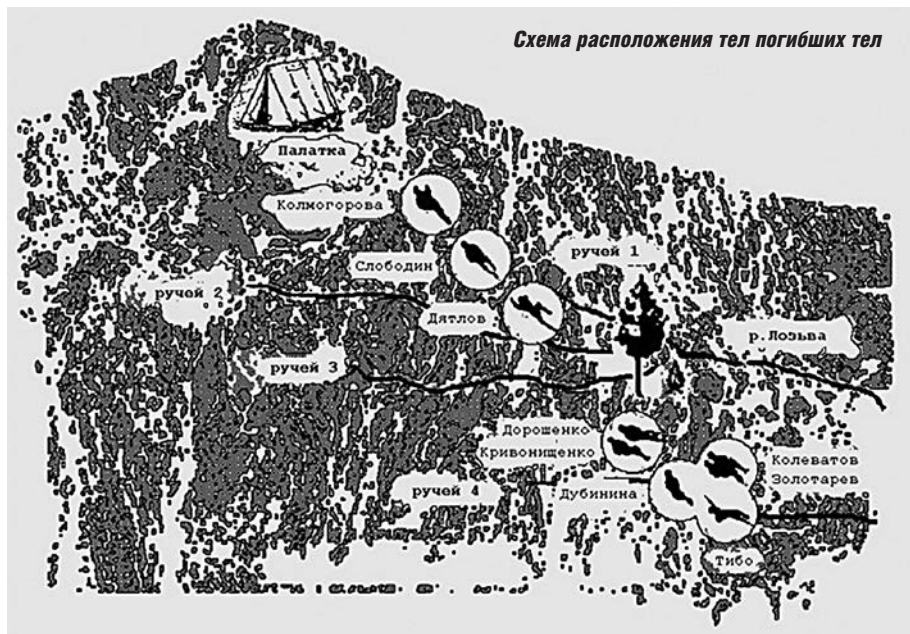 Схема расположения тел погибших тел
Палатка
Колмогорова
Слободин
ручей 1
ручей 2
Дятлов
р.Лозьва
ручей 3
Дорошенко
Кривонищенко
Колеватов
Золотарев
ручей 4
Дубинина
Тибо